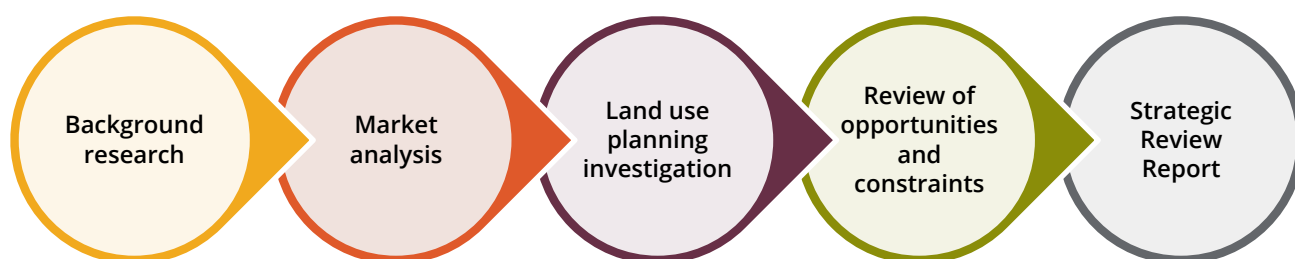 Background
research
Market
analysis
Land use
planning
investigation
Review of
opportunities
and
constraints
Strategic
Review
Report